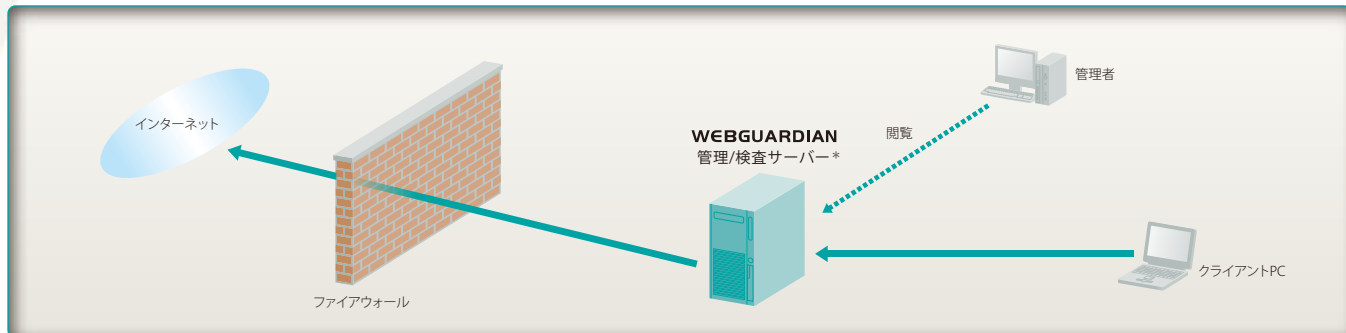 管理者
インターネット
閲覧
WEBGUARDIAN
管理/検査サーバー*
クライアントPC
ファイアウォール